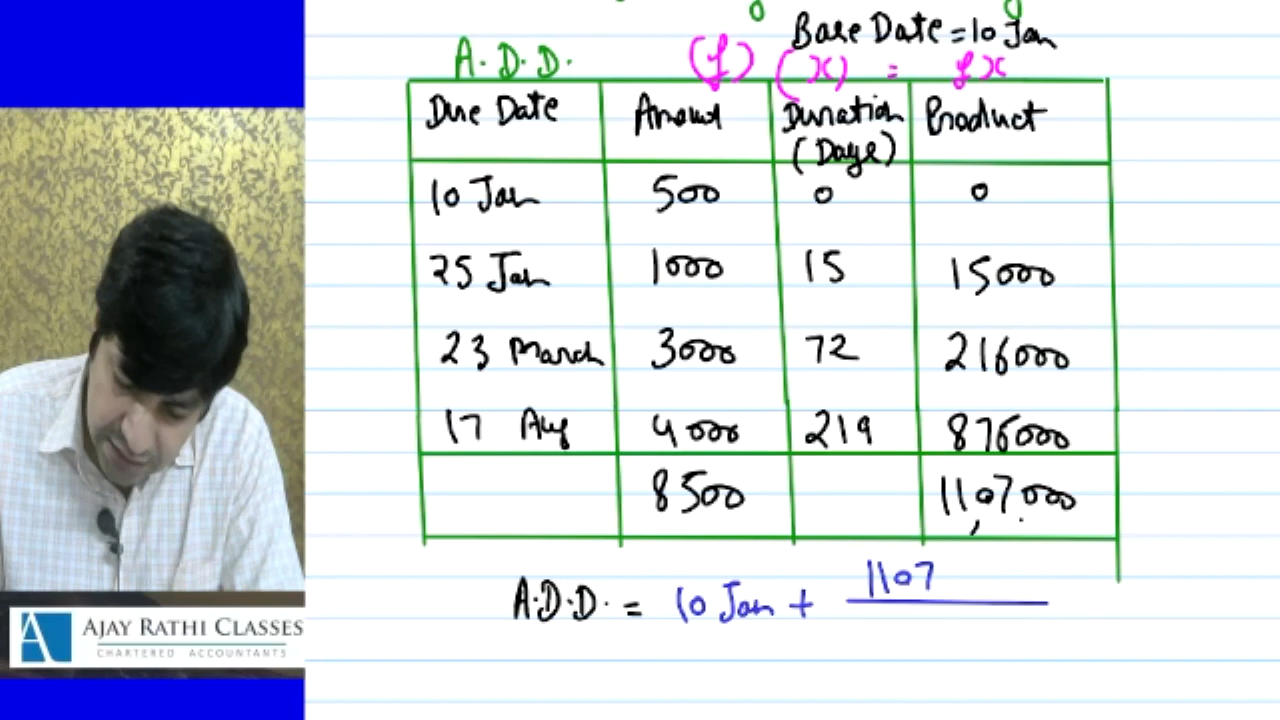 Base Date = 10 Jan
A.D.D. (f) (x) = fx
Due Date Amount Duration (Days) Product
10 Jan 500 0 0
25 Jan 1000 15 15000
23 March 3000 72 216000
17 Aug 4000 219 876000
8500 1107000
A.D.D. = 10 Jan + 1107
AJAY RATHI CLASSES
CHARTERED ACCOUNTANTS